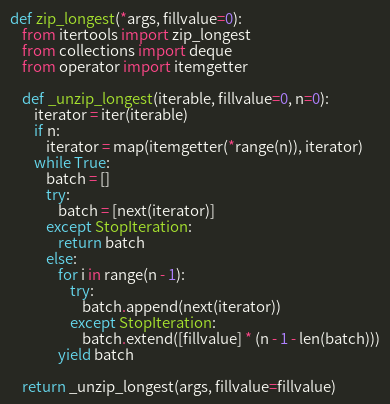 def zip_longest(*args, fillvalue=0):
    from itertools import zip_longest
    from collections import deque
    from operator import itemgetter

    def _unzip_longest(iterable, fillvalue=0, n=0):
        iterator = iter(iterable)
        if n:
            iterator = map(itemgetter(*range(n)), iterator)
        while True:
            batch = []
            try:
                batch = [next(iterator)]
            except StopIteration:
                return batch
            else:
                for i in range(n - 1):
                    try:
                        batch.append(next(iterator))
                    except StopIteration:
                        batch.extend([fillvalue] * (n - 1 - len(batch)))
                yield batch

    return _unzip_longest(args, fillvalue=fillvalue)